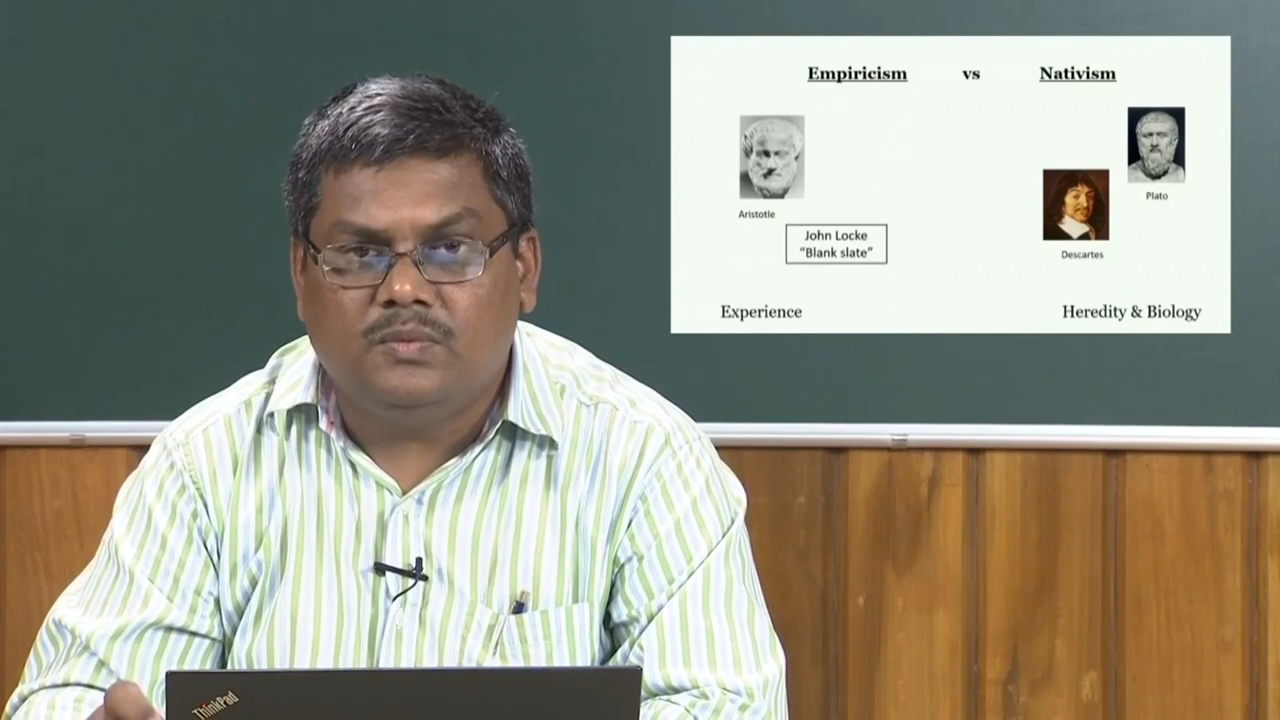 Empiricism vs Nativism
Aristotle
Plato
John Locke
“Blank slate”
Descartes
Experience Heredity & Biology
ThinkPad